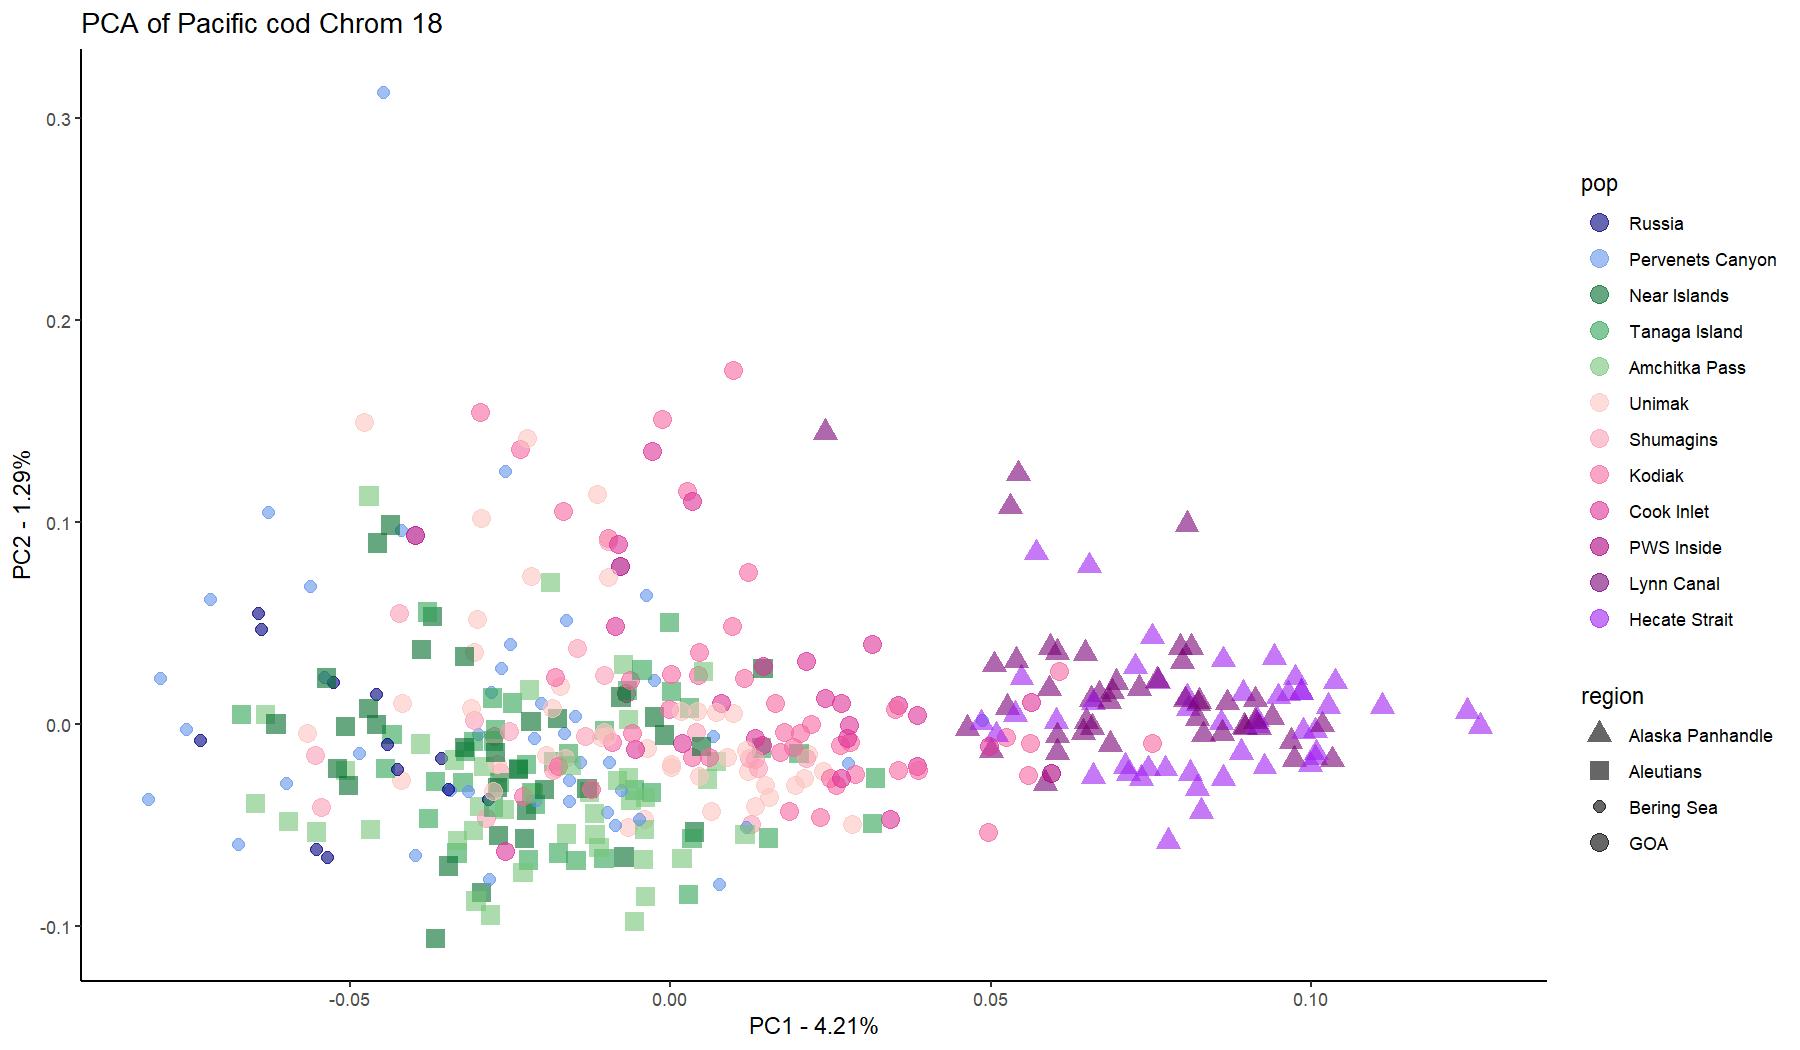 PCA of Pacific cod Chrom 18
0.3
0.2
0.1
0.0
-0.1
PC2 - 1.29%
-0.05
0.00
0.05
0.10
PC1 - 4.21%
pop
Russia
Pervenets Canyon
Near Islands
Tanaga Island
Amchitka Pass
Unimak
Shumagins
Kodiak
Cook Inlet
PWS Inside
Lynn Canal
Hecate Strait
region
Alaska Panhandle
Aleutians
Bering Sea
GOA